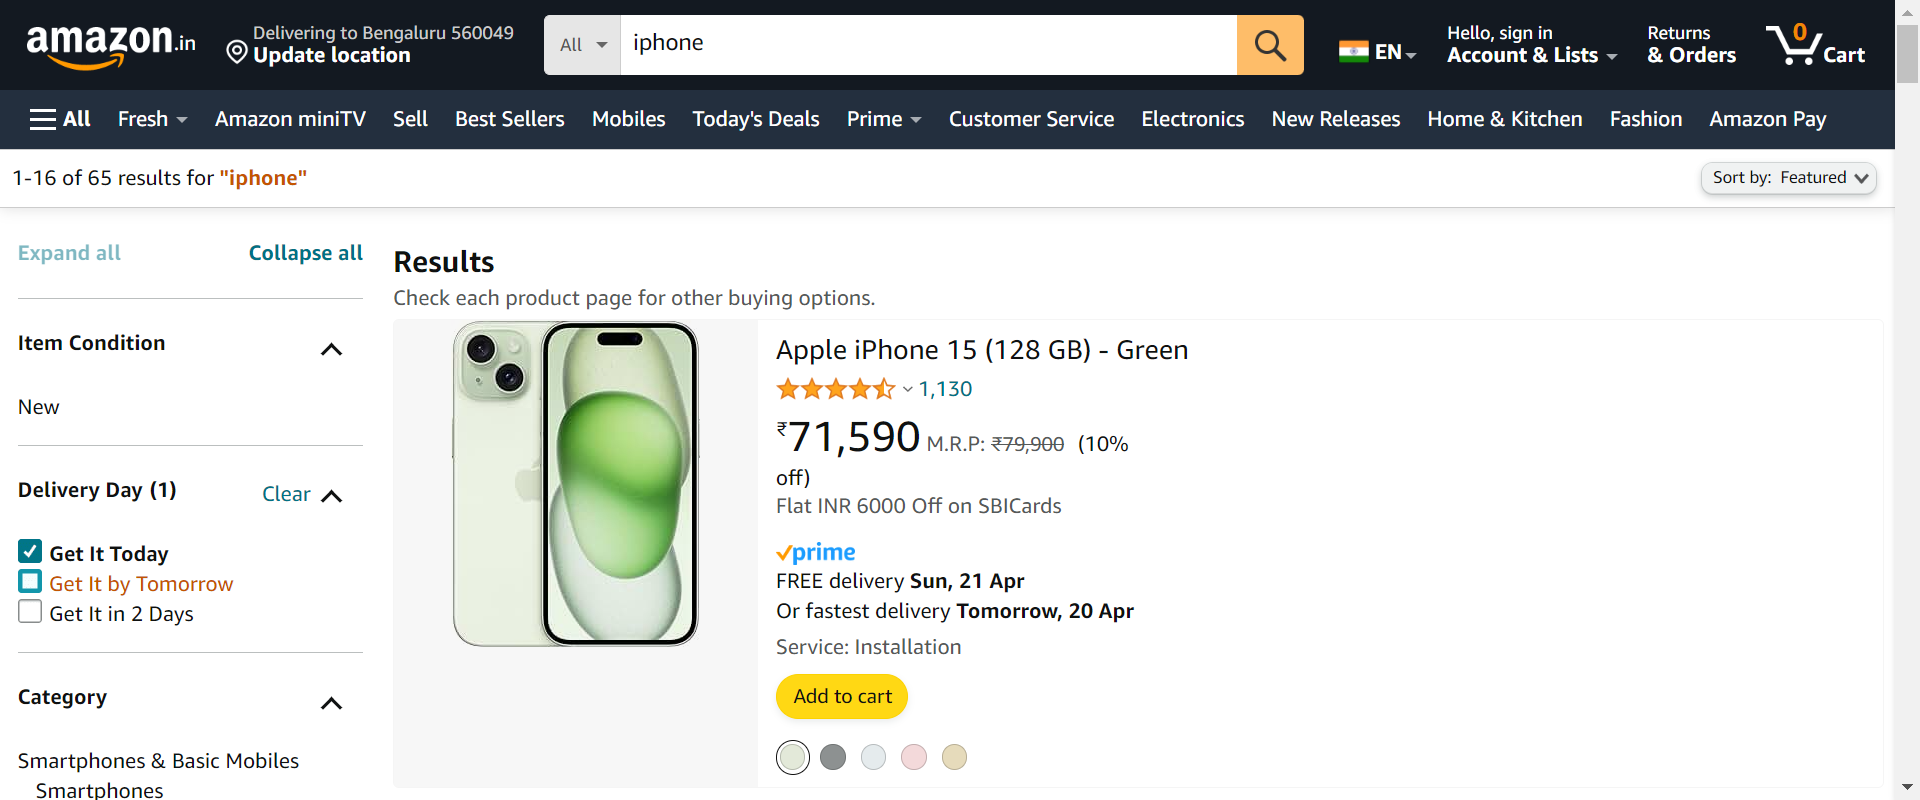 amazon.in
Delivering to Bengaluru 560049
Update location
All
iphone
EN
Hello, sign in
Account & Lists
Returns
& Orders
0
Cart
All
Fresh
Amazon miniTV
Sell
Best Sellers
Mobiles
Today's Deals
Prime
Customer Service
Electronics
New Releases
Home & Kitchen
Fashion
Amazon Pay
1-16 of 65 results for "iphone"
Sort by: Featured
Expand all
Collapse all
Item Condition
New
Delivery Day (1)
Clear
Get It Today
Get It by Tomorrow
Get It in 2 Days
Category
Smartphones & Basic Mobiles
Smartphones
Results
Check each product page for other buying options.
Apple iPhone 15 (128 GB) - Green
1,130
₹71,590 M.R.P: ₹79,900 (10%
off)
Flat INR 6000 Off on SBICards
prime
FREE delivery Sun, 21 Apr
Or fastest delivery Tomorrow, 20 Apr
Service: Installation
Add to cart